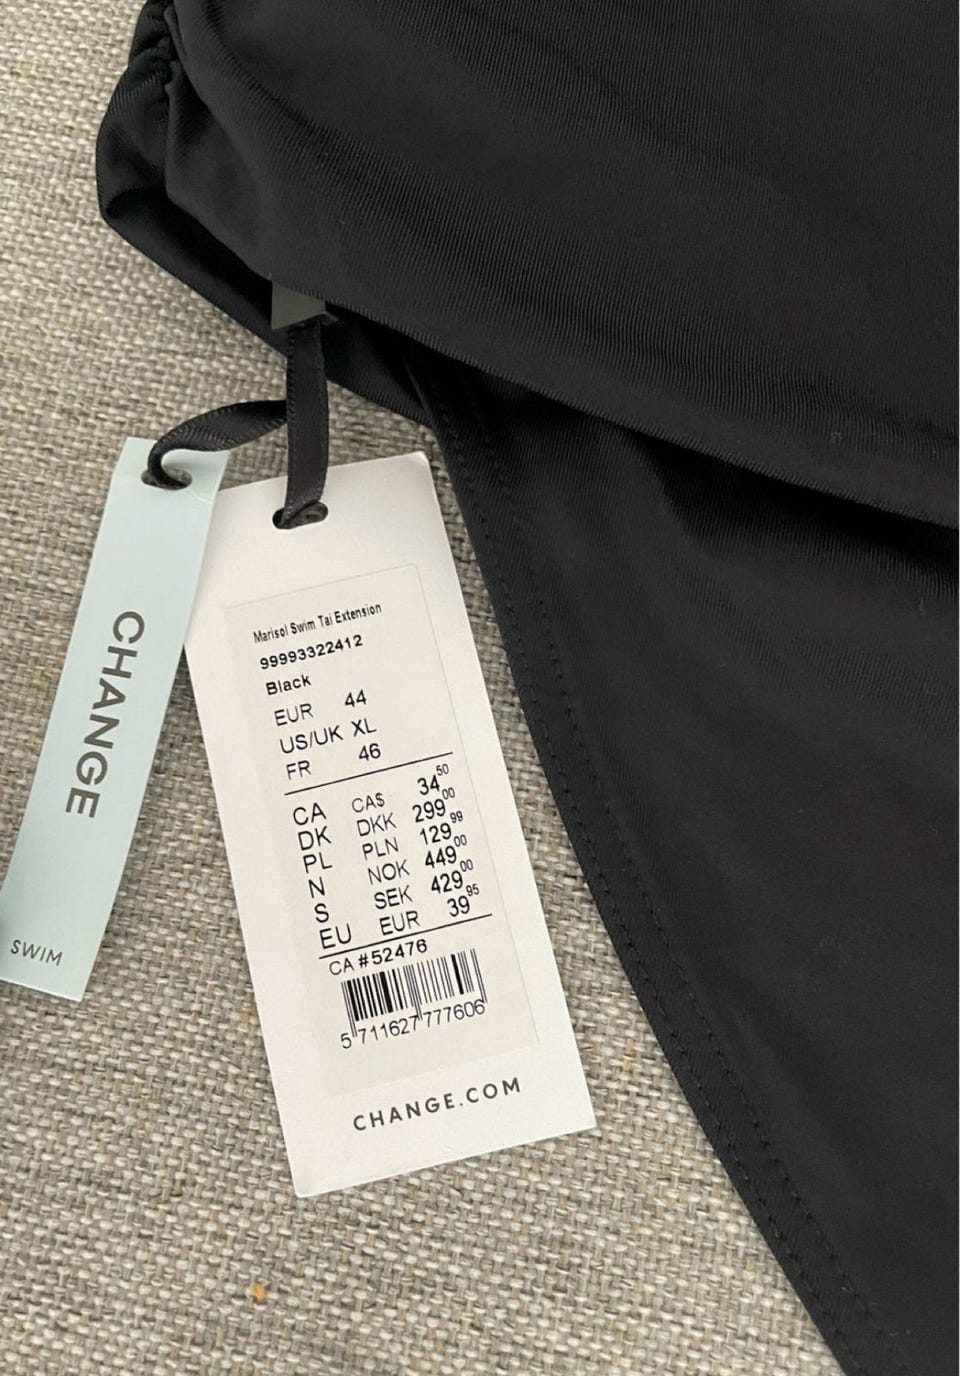 CHANGE
SWIM
Marisol Swim Tai Extension
99993322412
Black
EUR 44
US/UK XL
FR 46
CA CA$ 34.50
DK DKK 299.00
PL PLN 129.99
N NOK 449.00
S SEK 429.00
EU EUR 39.95
CA #52476
5 711627 777606
CHANGE.COM